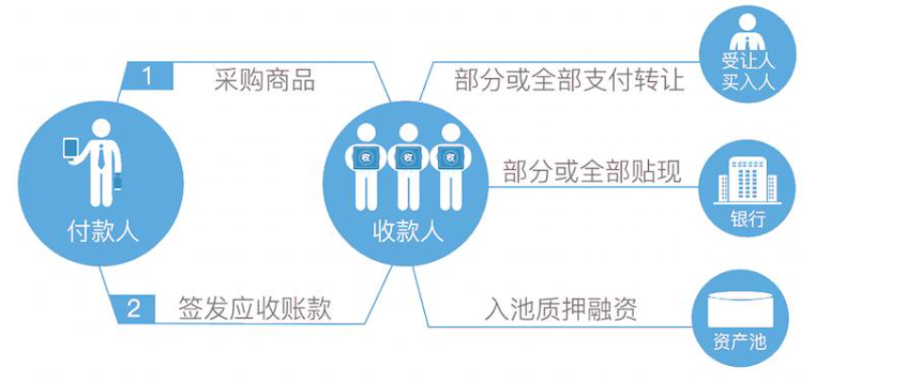 1
采购商品
付款人
2
签发应收账款
收 收 收
收款人
部分或全部支付转让
受让人
买入人
部分或全部贴现
银行
入池质押融资
资产池